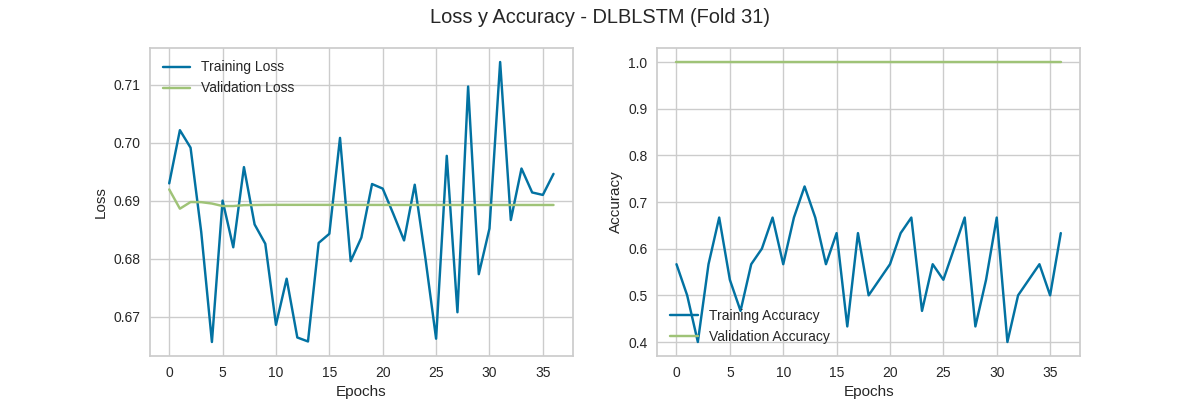 Loss y Accuracy - DLBLSTM (Fold 31)
Training Loss
Validation Loss
0.71
0.70
0.69
0.68
0.67
Loss
0 5 10 15 20 25 30 35
Epochs
1.0
0.9
0.8
0.7
0.6
0.5
0.4
Accuracy
Training Accuracy
Validation Accuracy
0 5 10 15 20 25 30 35
Epochs